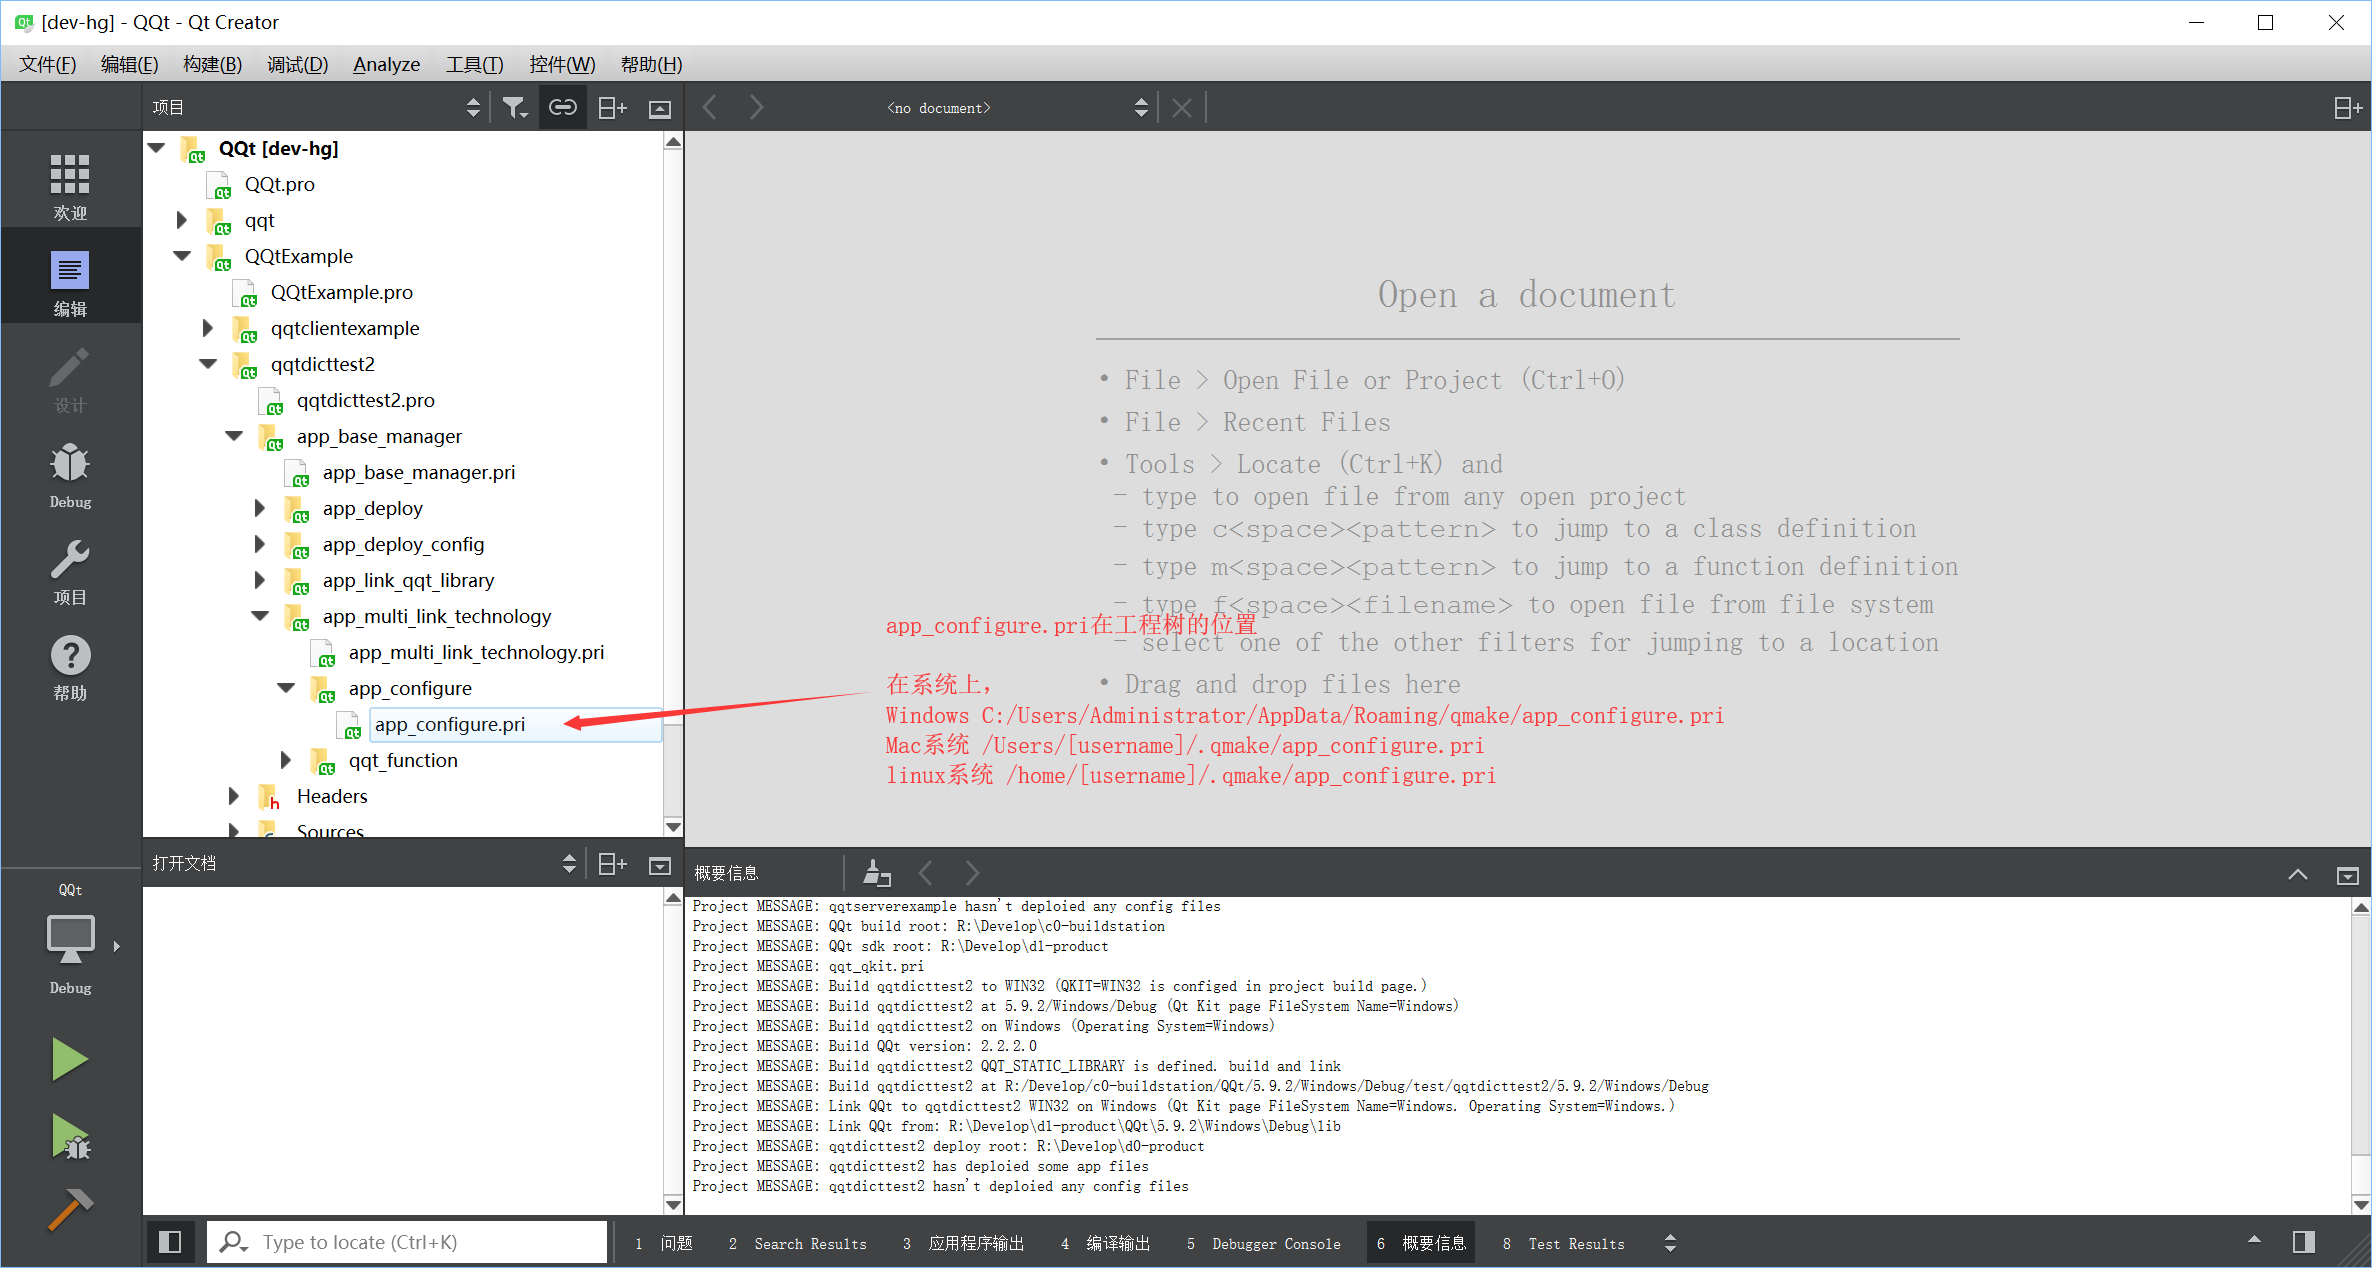 [dev-hg] - QQt - Qt Creator
文件(F) 编辑(E) 构建(B) 调试(D) Analyze 工具(T) 控件(W) 帮助(H)
项目
<no document>
欢迎
编辑
设计
Debug
项目
帮助
QQt
Debug
QQt [dev-hg]
QQt.pro
qqt
QQtExample
QQtExample.pro
qqtclientexample
qqtdicttest2
qqtdicttest2.pro
app_base_manager
app_base_manager.pri
app_deploy
app_deploy_config
app_link_qqt_library
app_multi_link_technology
app_multi_link_technology.pri
app_configure
app_configure.pri
qqt_function
Headers
Sources
Open a document
• File > Open File or Project (Ctrl+O)
• File > Recent Files
• Tools > Locate (Ctrl+K) and
- type to open file from any open project
- type c<space><pattern> to jump to a class definition
- type m<space><pattern> to jump to a function definition
- type f<space><filename> to open file from file system
- select one of the other filters for jumping to a location
• Drag and drop files here
app_configure.pri在工程树的位置
在系统上，
Windows C:/Users/Administrator/AppData/Roaming/qmake/app_configure.pri
Mac系统 /Users/[username]/.qmake/app_configure.pri
linux系统 /home/[username]/.qmake/app_configure.pri
打开文档
概要信息
Project MESSAGE: qqtserverexample hasn't deploied any config files
Project MESSAGE: QQt build root: R:\Develop\c0-buildstation
Project MESSAGE: QQt sdk root: R:\Develop\d1-product
Project MESSAGE: qqt_qkit.pri
Project MESSAGE: Build qqtdicttest2 to WIN32 (QKIT=WIN32 is configed in project build page.)
Project MESSAGE: Build qqtdicttest2 at 5.9.2/Windows/Debug (Qt Kit page FileSystem Name=Windows)
Project MESSAGE: Build qqtdicttest2 on Windows (Operating System=Windows)
Project MESSAGE: Build QQt version: 2.2.2.0
Project MESSAGE: Build qqtdicttest2 QQT_STATIC_LIBRARY is defined. build and link
Project MESSAGE: Build qqtdicttest2 at R:/Develop/c0-buildstation/QQt/5.9.2/Windows/Debug/test/qqtdicttest2/5.9.2/Windows/Debug
Project MESSAGE: Link QQt to qqtdicttest2 WIN32 on Windows (Qt Kit page FileSystem Name=Windows. Operating System=Windows.)
Project MESSAGE: Link QQt from: R:\Develop\d1-product\QQt\5.9.2\Windows\Debug\lib
Project MESSAGE: qqtdicttest2 deploy root: R:\Develop\d0-product
Project MESSAGE: qqtdicttest2 has deploied some app files
Project MESSAGE: qqtdicttest2 hasn't deploied any config files
Type to locate (Ctrl+K)
1 问题 2 Search Results 3 应用程序输出 4 编译输出 5 Debugger Console 6 概要信息 8 Test Results